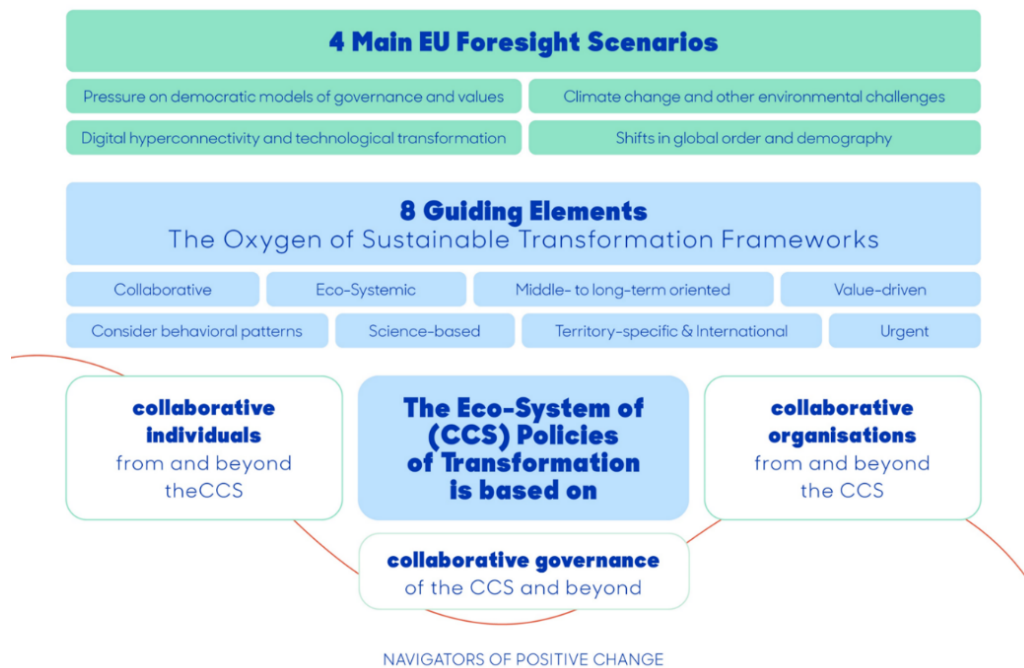 4 Main EU Foresight Scenarios
Pressure on democratic models of governance and values
Climate change and other environmental challenges
Digital hyperconnectivity and technological transformation
Shifts in global order and demography
8 Guiding Elements
The Oxygen of Sustainable Transformation Frameworks
Collaborative
Eco-Systemic
Middle- to long-term oriented
Value-driven
Consider behavioral patterns
Science-based
Territory-specific & International
Urgent
collaborative
individuals
from and beyond
theCCS
The Eco-System of
(CCS) Policies
of Transformation
is based on
collaborative
organisations
from and beyond
the CCS
collaborative governance
of the CCS and beyond
NAVIGATORS OF POSITIVE CHANGE